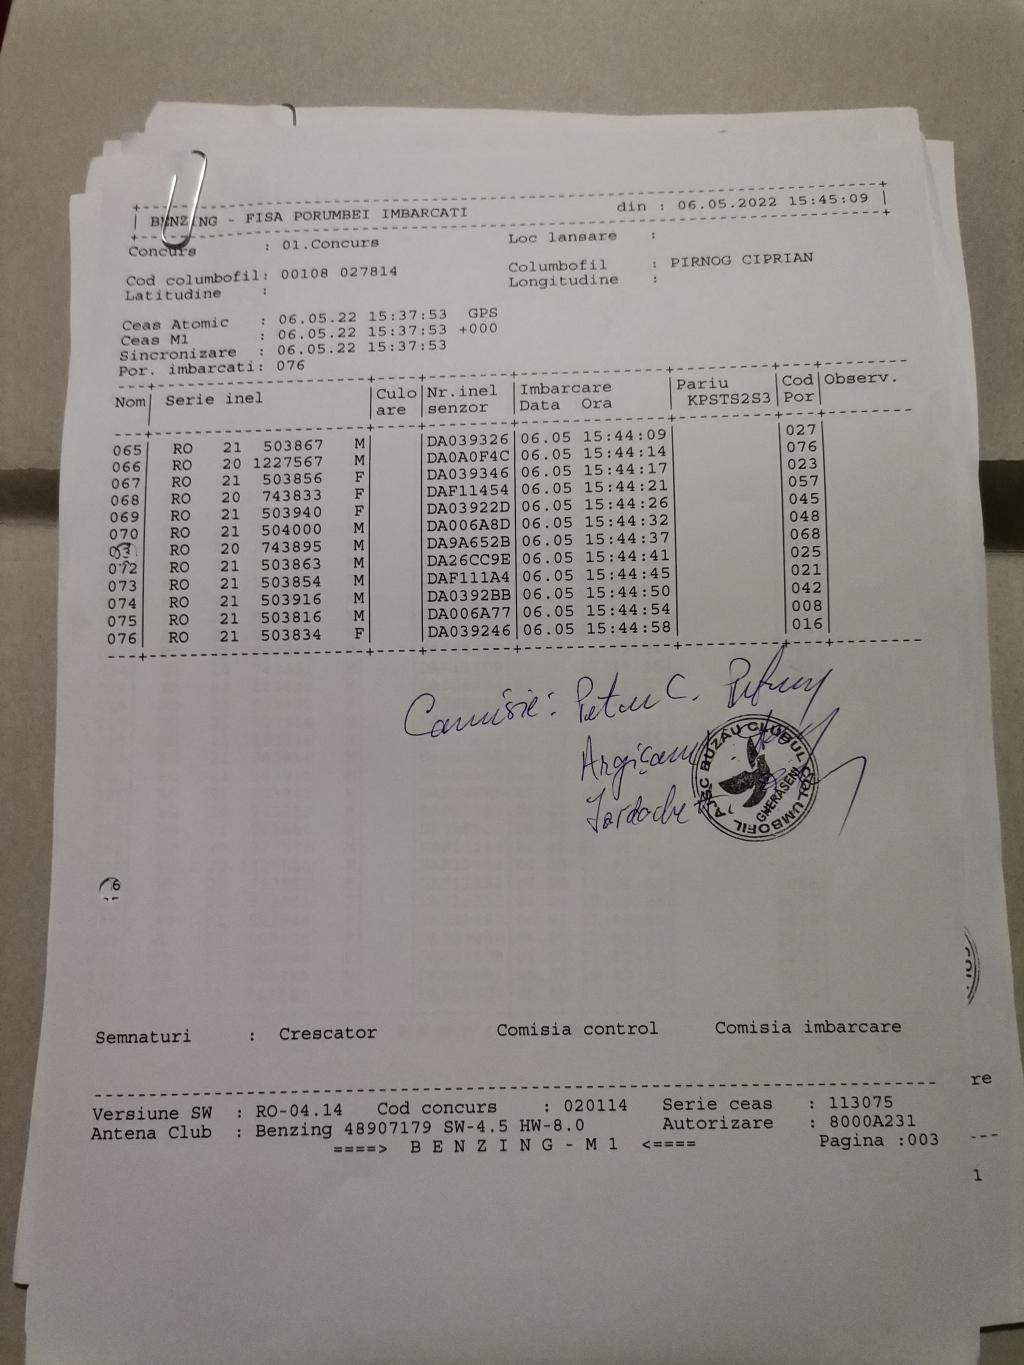 BENZING - FISA PORUMBEI IMBARCATI din : 06.05.2022 15:45:09
Concurs : 01.Concurs Loc lansare :
Cod columbofil: 00108 027814 Columbofil : PIRNOG CIPRIAN
Latitudine : Longitudine :
Ceas Atomic : 06.05.22 15:37:53 GPS
Ceas M1 : 06.05.22 15:37:53 +000
Sincronizare : 06.05.22 15:37:53
Por. imbarcati: 076
Nom Serie inel Culo Nr.inel Imbarcare Pariu Cod Observ.
are senzor Data Ora KPSTS2S3 Por
065 RO 21 503867 M DA039326 06.05 15:44:09 027
066 RO 20 1227567 M DA0A0F4C 06.05 15:44:14 076
067 RO 21 503856 F DA039346 06.05 15:44:17 023
068 RO 20 743833 F DAF11454 06.05 15:44:21 057
069 RO 21 503940 F DA03922D 06.05 15:44:26 045
070 RO 21 504000 M DA006A8D 06.05 15:44:32 048
RO 20 743895 M DA9A652B 06.05 15:44:37 068
072 RO 21 503863 M DA26CC9E 06.05 15:44:41 025
073 RO 21 503854 M DAF111A4 06.05 15:44:45 021
074 RO 21 503916 M DA0392BB 06.05 15:44:50 042
075 RO 21 503816 M DA006A77 06.05 15:44:54 008
076 RO 21 503834 F DA039246 06.05 15:44:58 016
Comisie: Petru C.
AJSC BUZAU CLUBUL COLUMBOFIL
GHERASENI
6
Semnaturi : Crescator Comisia control Comisia imbarcare
re
Versiune SW : RO-04.14 Cod concurs : 020114 Serie ceas : 113075
Antena Club : Benzing 48907179 SW-4.5 HW-8.0 Autorizare : 8000A231
====> B E N Z I N G - M 1 <==== Pagina :003
1